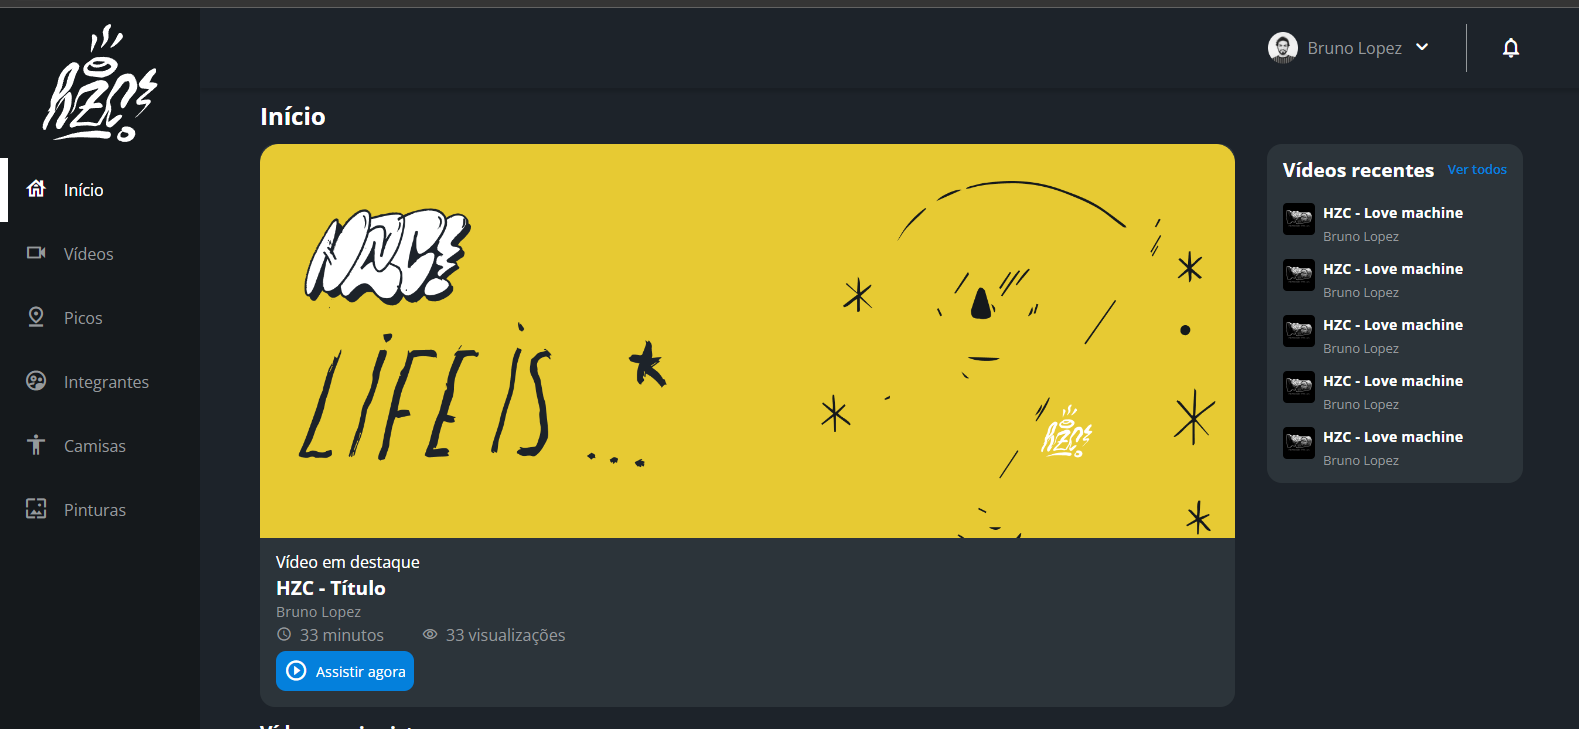 HZC
Bruno Lopez
Início
Vídeos
Picos
Integrantes
Camisas
Pinturas
Início
HZC!
LIFE IS ...
HZC
Vídeo em destaque
HZC - Título
Bruno Lopez
33 minutos
33 visualizações
Assistir agora
Vídeos recentes
Ver todos
HZC - Love machine
Bruno Lopez
HZC - Love machine
Bruno Lopez
HZC - Love machine
Bruno Lopez
HZC - Love machine
Bruno Lopez
HZC - Love machine
Bruno Lopez